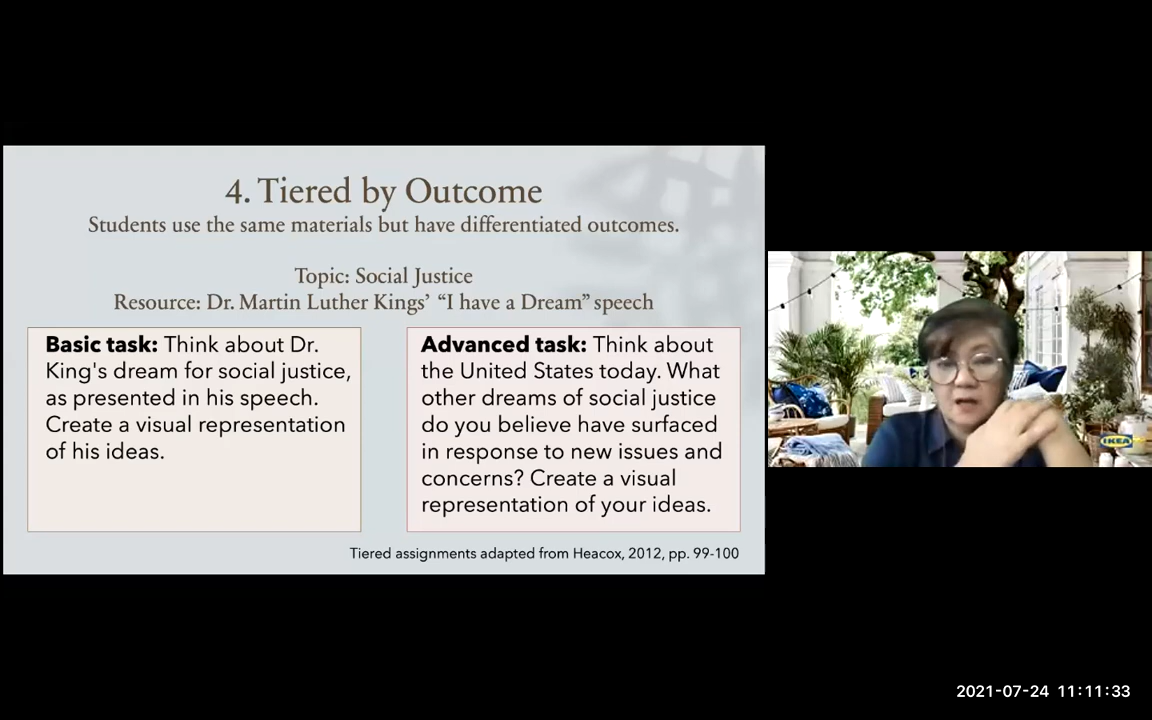 4. Tiered by Outcome
Students use the same materials but have differentiated outcomes.
Topic: Social Justice
Resource: Dr. Martin Luther Kings’ “I have a Dream” speech
Basic task: Think about Dr.
King's dream for social justice,
as presented in his speech.
Create a visual representation
of his ideas.
Advanced task: Think about
the United States today. What
other dreams of social justice
do you believe have surfaced
in response to new issues and
concerns? Create a visual
representation of your ideas.
Tiered assignments adapted from Heacox, 2012, pp. 99-100
IKEA
2021-07-24 11:11:33